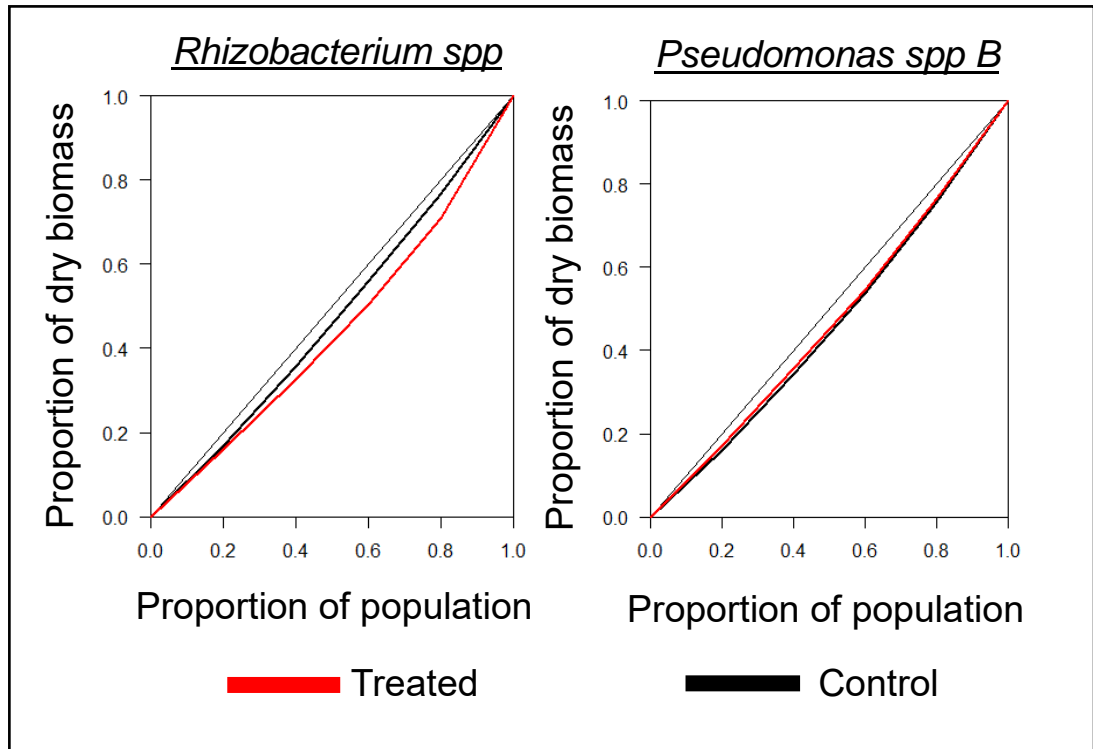 Rhizobacterium spp
Proportion of dry biomass
1.0
0.8
0.6
0.4
0.2
0.0
0.0 0.2 0.4 0.6 0.8 1.0
Proportion of population
Pseudomonas spp B
Proportion of dry biomass
1.0
0.8
0.6
0.4
0.2
0.0
0.0 0.2 0.4 0.6 0.8 1.0
Proportion of population
Treated
Control